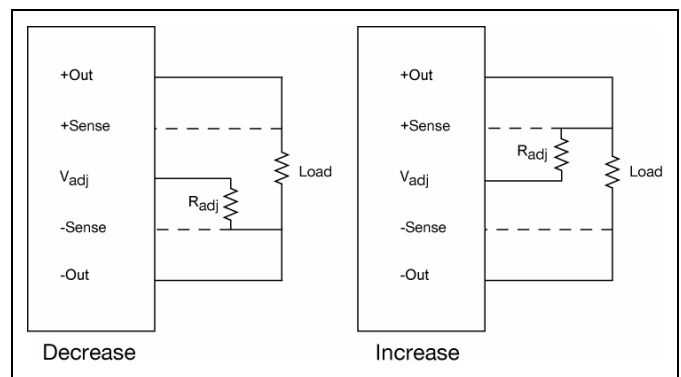 +Out
+Sense
Vadj
-Sense
-Out
Radj
Load
Decrease
+Out
+Sense
Vadj
-Sense
-Out
Radj
Load
Increase